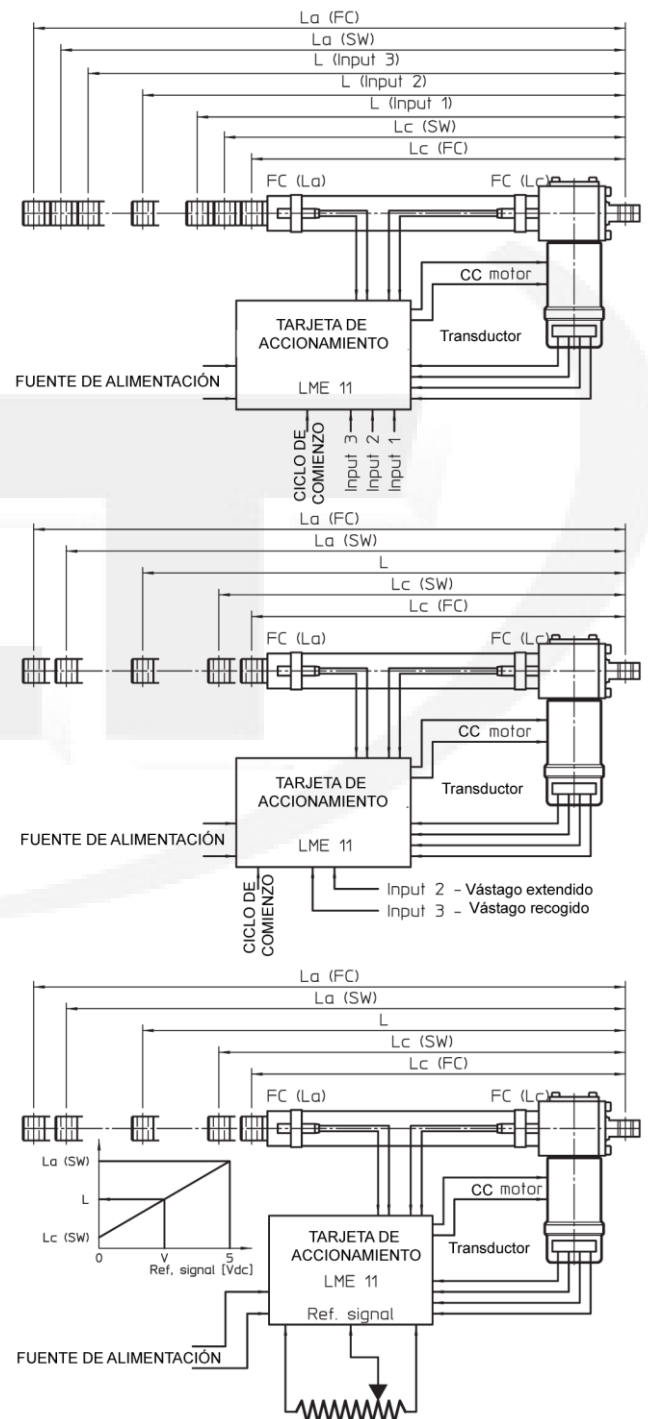 La (FC)
La (SW)
L (Input 3)
L (Input 2)
L (Input 1)
Lc (SW)
Lc (FC)
FC (La)
FC (Lc)
CC motor
TARJETA DE
ACCIONAMIENTO
LME 11
Transductor
FUENTE DE ALIMENTACIÓN
CICLO DE
COMIENZO
Input 3
Input 2
Input 1
La (FC)
La (SW)
L
Lc (SW)
Lc (FC)
FC (La)
FC (Lc)
CC motor
TARJETA DE
ACCIONAMIENTO
LME 11
Transductor
FUENTE DE ALIMENTACIÓN
CICLO DE
COMIENZO
Input 2 - Vástago extendido
Input 3 - Vástago recogido
La (FC)
La (SW)
L
Lc (SW)
Lc (FC)
FC (La)
FC (Lc)
La (SW)
L
Lc (SW)
0
V
5
Ref. signal [Vdc]
CC motor
TARJETA DE
ACCIONAMIENTO
LME 11
Ref. signal
Transductor
FUENTE DE ALIMENTACIÓN